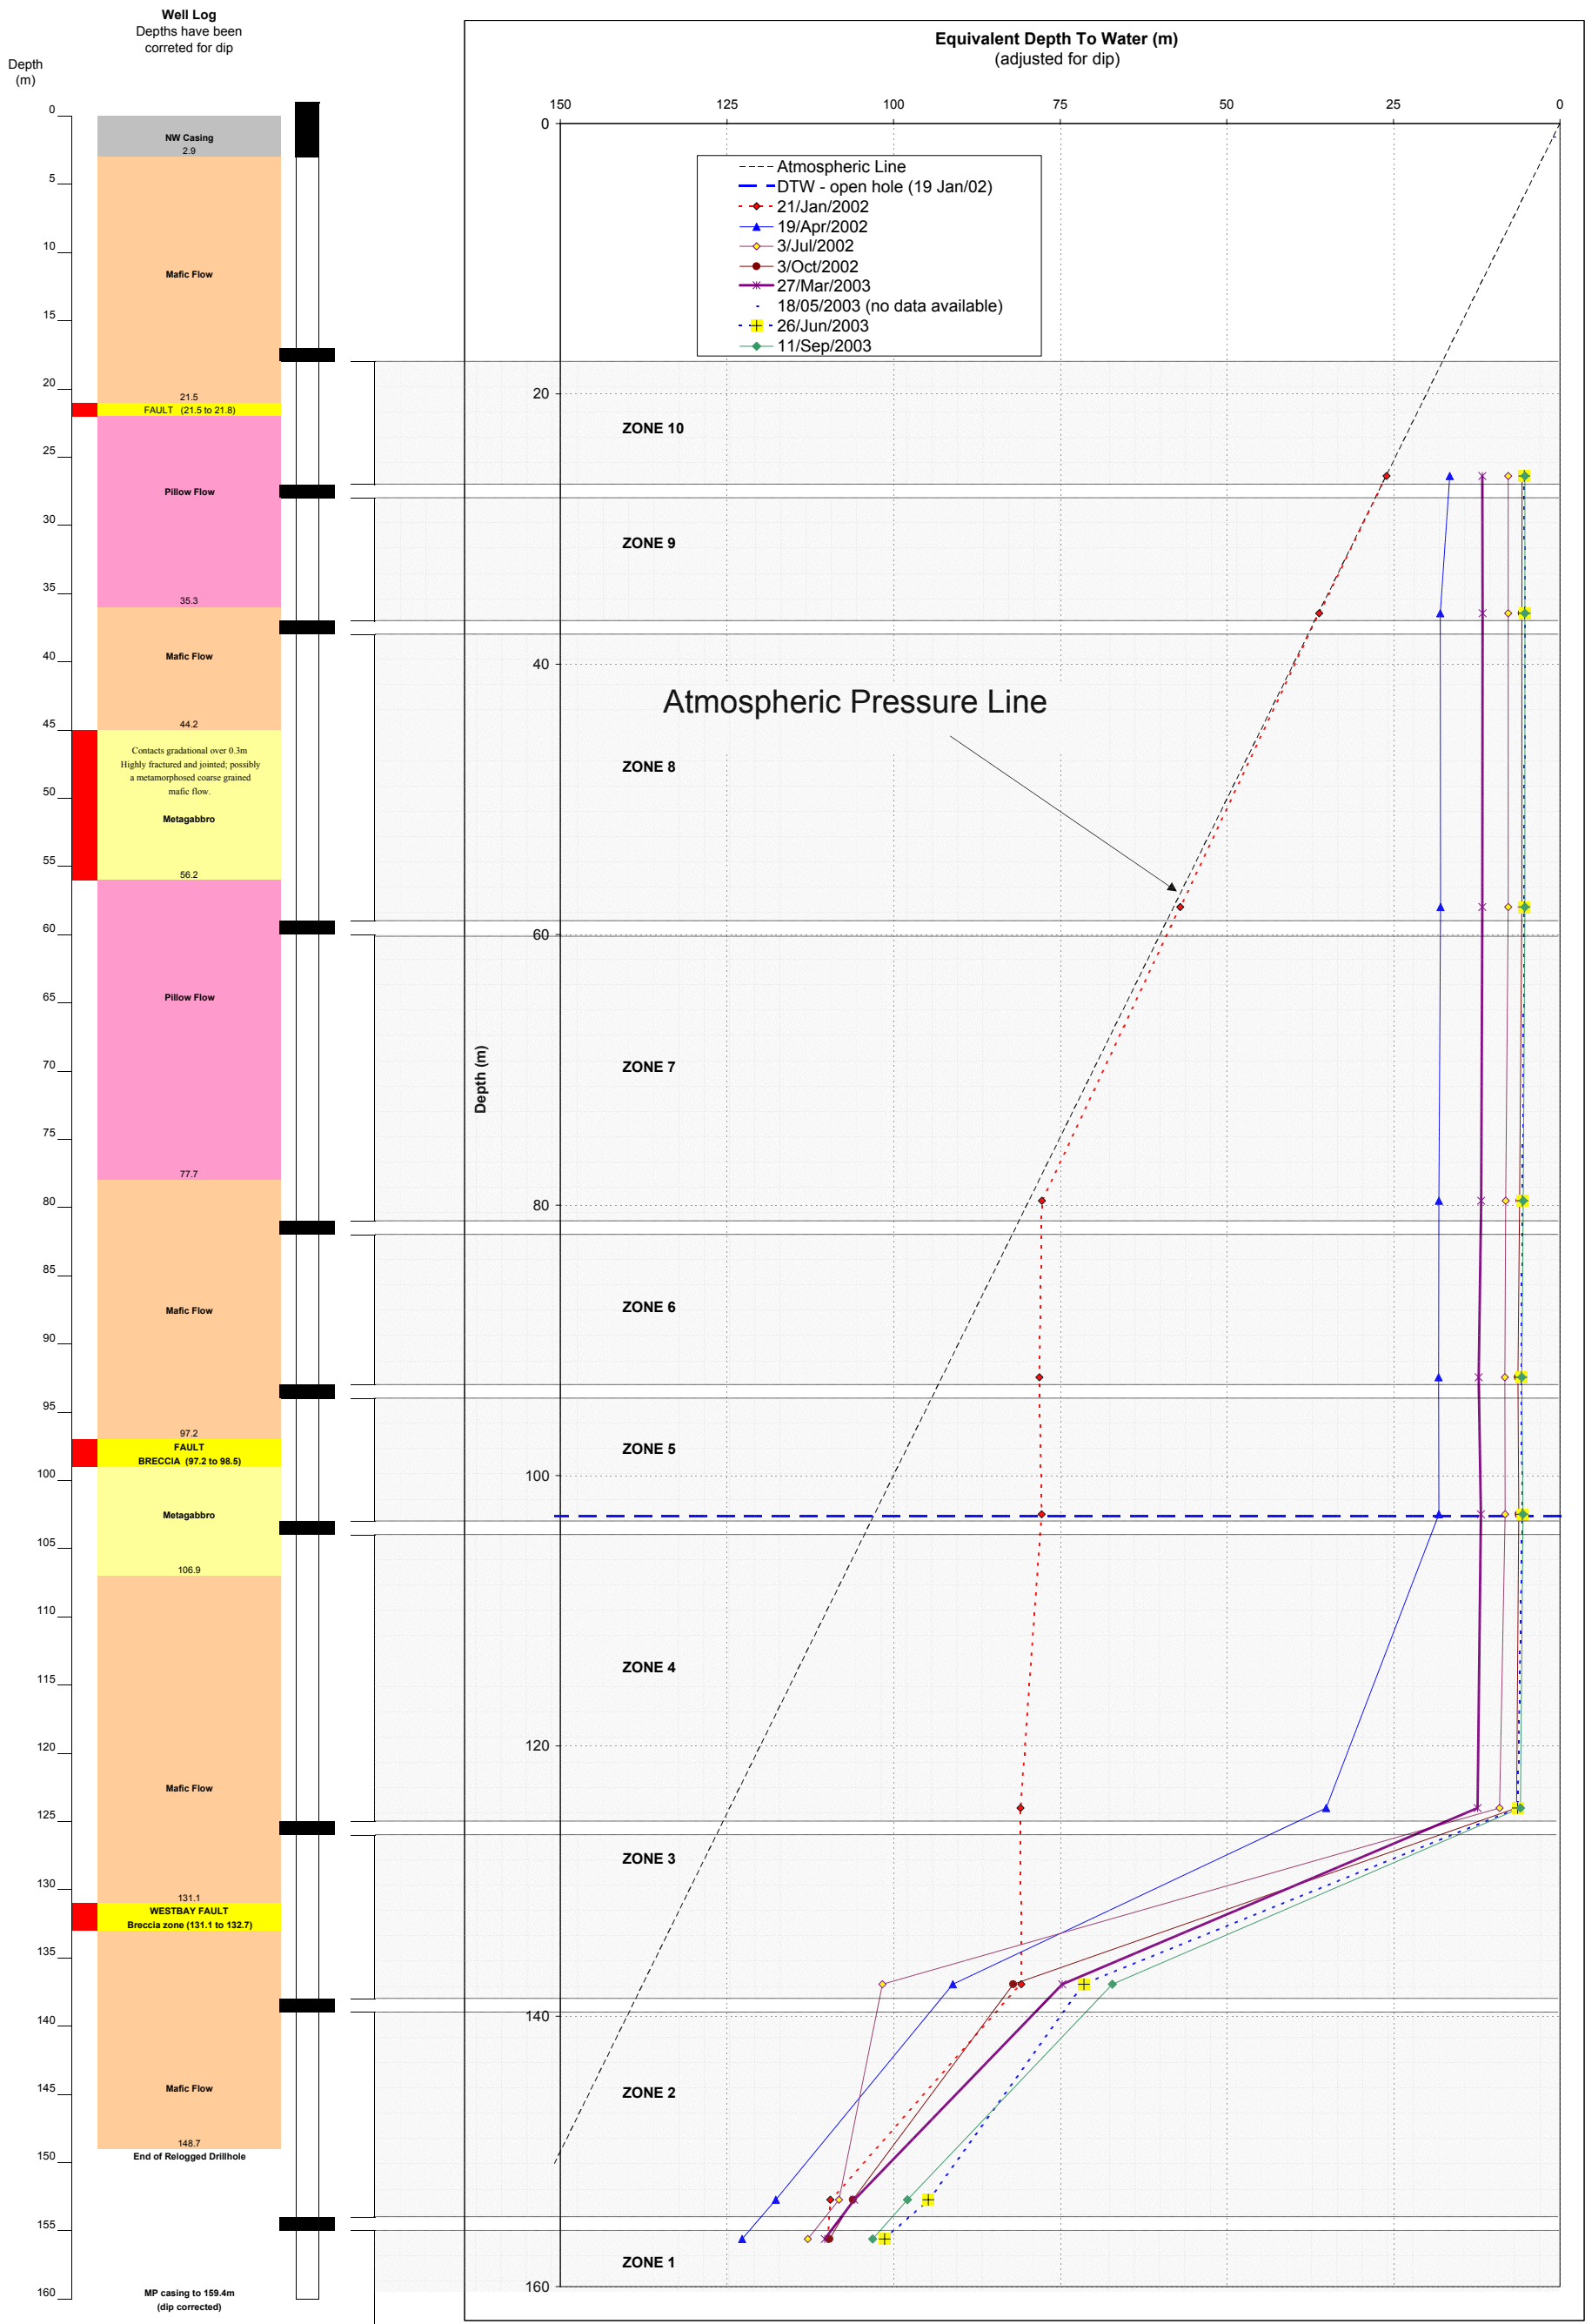 Well Log
Depths have been
correted for dip
Depth
(m)
0
5
10
15
20
25
30
35
40
45
50
55
60
65
70
75
80
85
90
95
100
105
110
115
120
125
130
135
140
145
150
155
160
NW Casing
2.9
Mafic Flow
21.5
FAULT (21.5 to 21.8)
Pillow Flow
35.3
Mafic Flow
44.2
Contacts gradational over 0.3m
Highly fractured and jointed; possibly
a metamorphosed coarse grained
mafic flow.
Metagabbro
56.2
Pillow Flow
77.7
Mafic Flow
97.2
FAULT
BRECCIA (97.2 to 98.5)
Metagabbro
106.9
Mafic Flow
131.1
WESTBAY FAULT
Breccia zone (131.1 to 132.7)
Mafic Flow
148.7
End of Relogged Drillhole
MP casing to 159.4m
(dip corrected)
Equivalent Depth To Water (m)
(adjusted for dip)
150 125 100 75 50 25 0
0
20
40
60
80
100
120
140
160
Depth (m)
Atmospheric Line
DTW - open hole (19 Jan/02)
21/Jan/2002
19/Apr/2002
3/Jul/2002
3/Oct/2002
27/Mar/2003
18/05/2003 (no data available)
26/Jun/2003
11/Sep/2003
ZONE 10
ZONE 9
Atmospheric Pressure Line
ZONE 8
ZONE 7
ZONE 6
ZONE 5
ZONE 4
ZONE 3
ZONE 2
ZONE 1